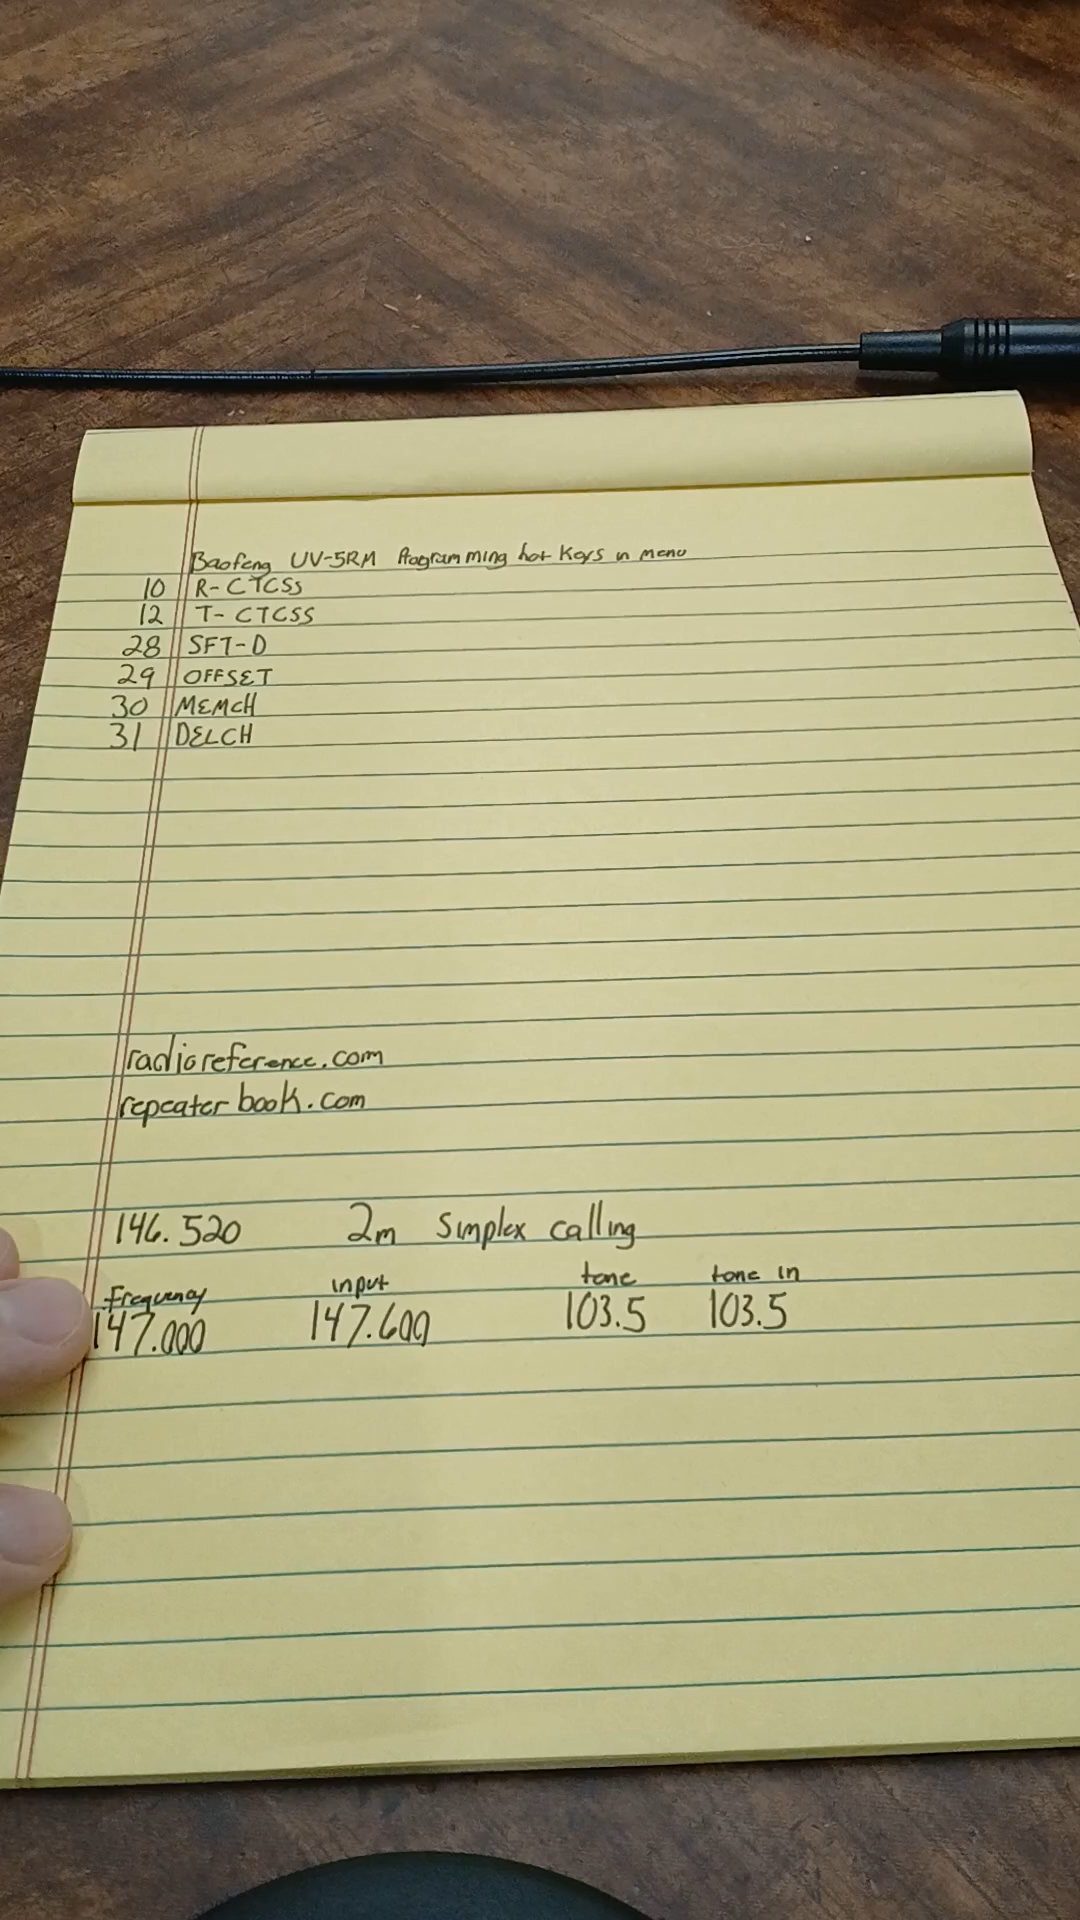 Baofeng UV-5RM Programming hot Keys in menu
10 R-CTCSS
12 T-CTCSS
28 SFT-D
29 OFFSET
30 MEMCH
31 DELCH
radioreference.com
repeaterbook.com
146.520 2m Simplex calling
Frequency input tone tone in
147.000 147.600 103.5 103.5